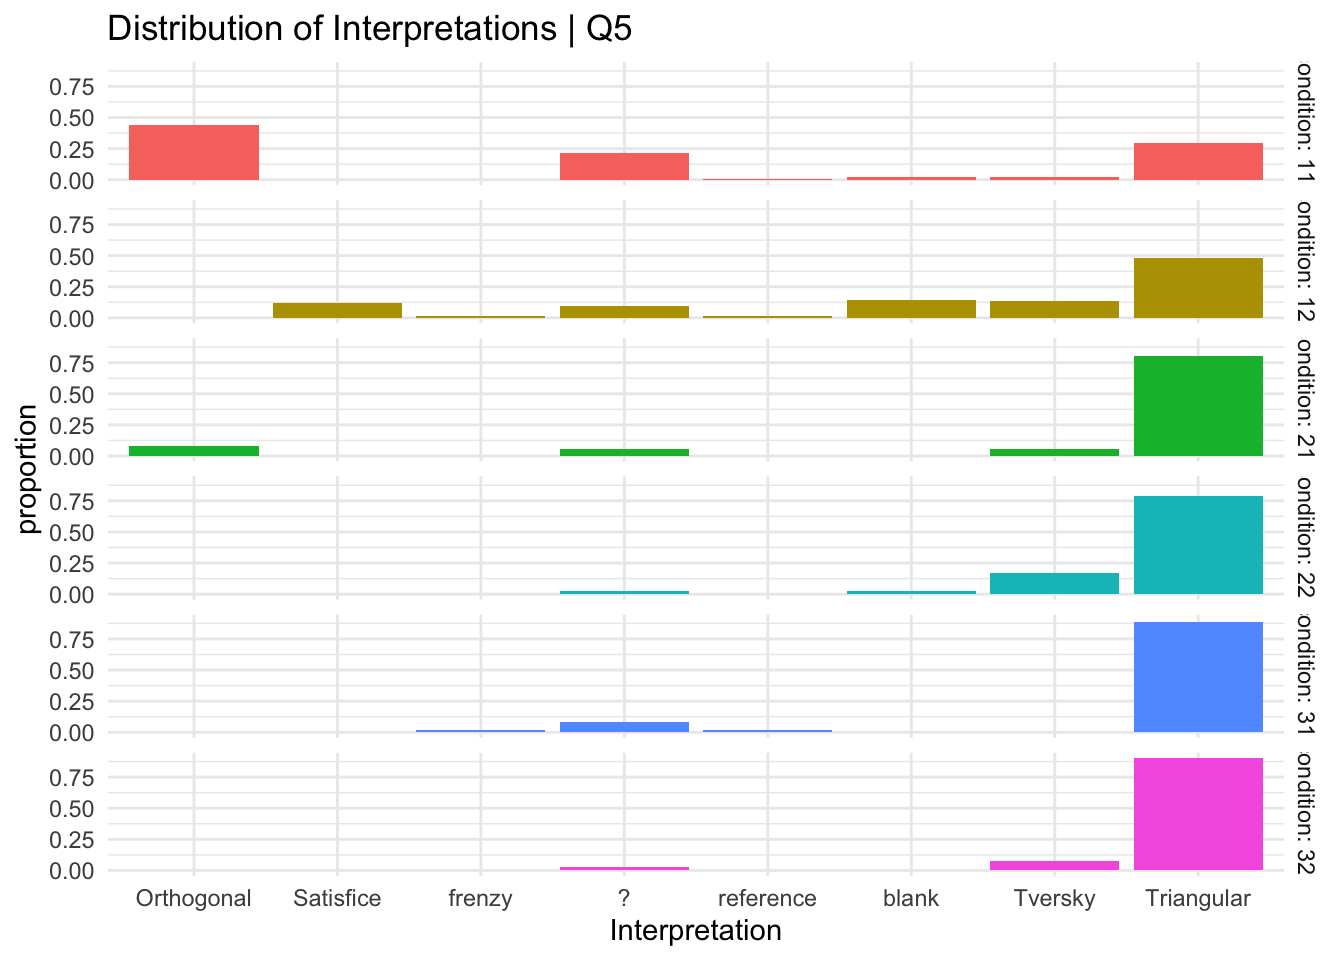 Distribution of Interpretations | Q5
proportion
0.75
0.50
0.25
0.00
ondition: 11
0.75
0.50
0.25
0.00
ondition: 12
0.75
0.50
0.25
0.00
ondition: 21
0.75
0.50
0.25
0.00
ondition: 22
0.75
0.50
0.25
0.00
ondition: 31
0.75
0.50
0.25
0.00
ondition: 32
Orthogonal Satisfice frenzy ? reference blank Tversky Triangular
Interpretation